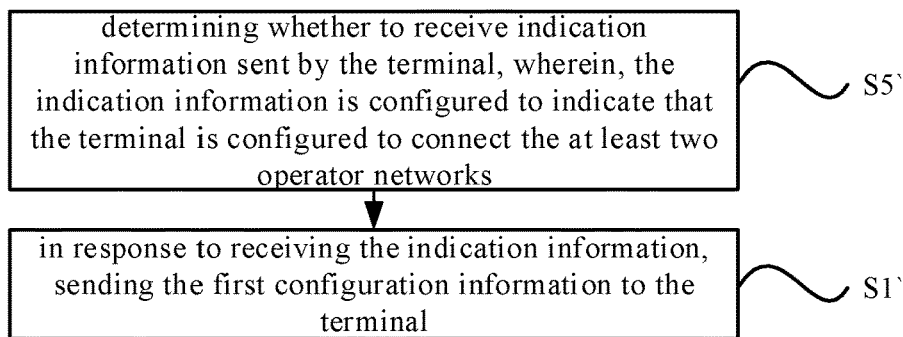 determining whether to receive indication
information sent by the terminal, wherein, the
indication information is configured to indicate that
the terminal is configured to connect the at least two
operator networks
S5`
in response to receiving the indication information,
sending the first configuration information to the
terminal
S1`